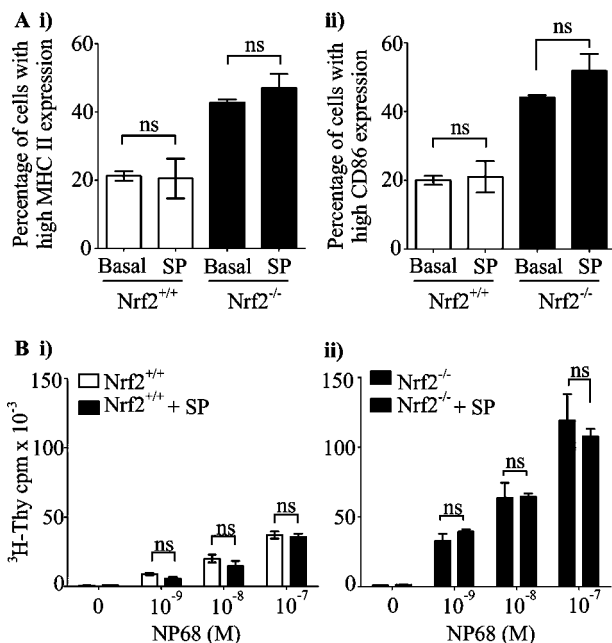 A i)
Percentage of cells with
high MHC II expression
60
40
20
0
ns
ns
Basal SP Basal SP
Nrf2+/+ Nrf2-/-
ii)
Percentage of cells with
high CD86 expression
60
40
20
0
ns
ns
Basal SP Basal SP
Nrf2+/+ Nrf2-/-
B i)
³H-Thy cpm x 10⁻³
150
100
50
0
Nrf2+/+
Nrf2+/+ + SP
ns
ns
ns
0 10⁻⁹ 10⁻⁸ 10⁻⁷
NP68 (M)
ii)
150
100
50
0
Nrf2-/-
Nrf2-/- + SP
ns
ns
ns
0 10⁻⁹ 10⁻⁸ 10⁻⁷
NP68 (M)